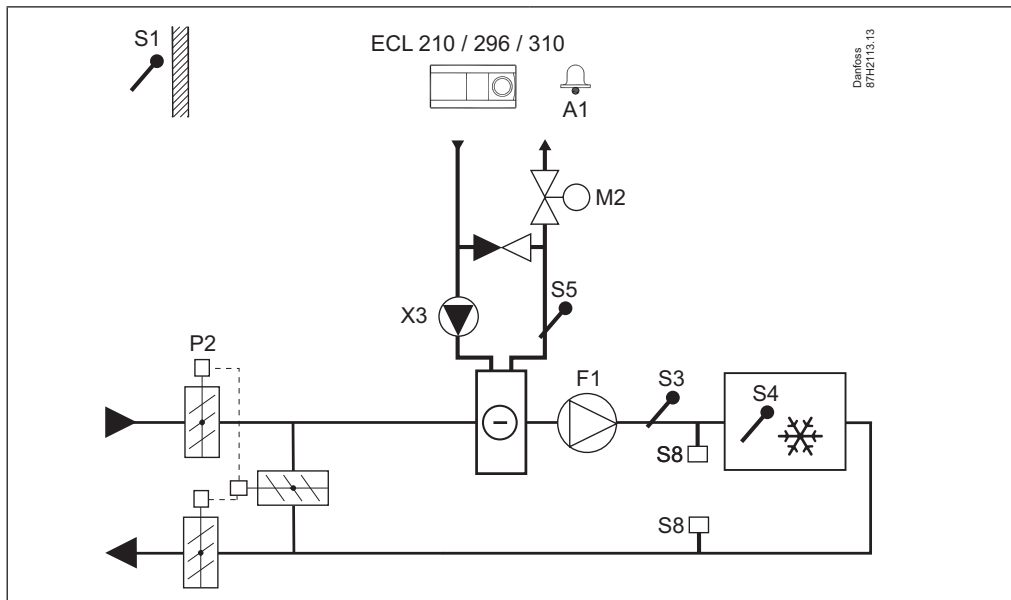 S1
ECL 210 / 296 / 310
A1
Danfoss
87H2113.13
M2
S5
X3
P2
F1
S3
S4
S8
S8